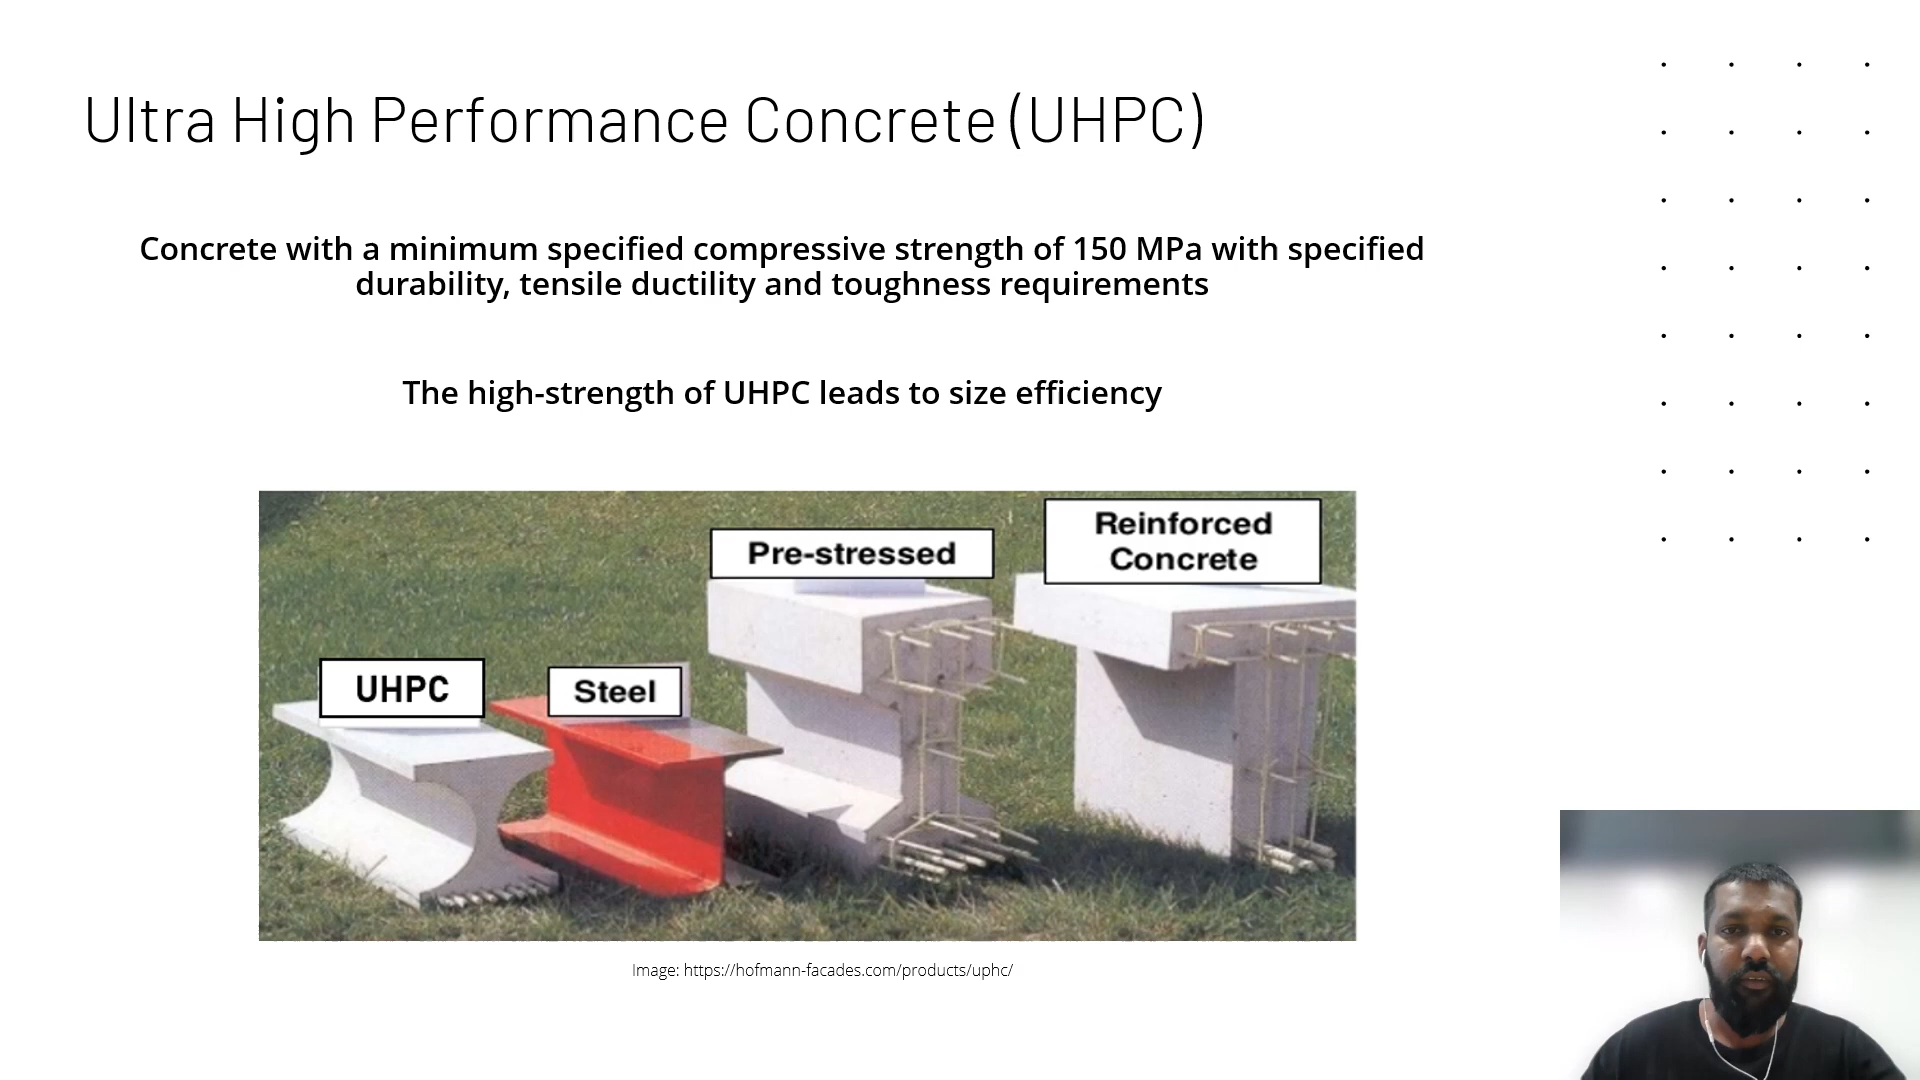 Ultra High Performance Concrete (UHPC)
Concrete with a minimum specified compressive strength of 150 MPa with specified
durability, tensile ductility and toughness requirements
The high-strength of UHPC leads to size efficiency
UHPC
Steel
Pre-stressed
Reinforced
Concrete
Image: https://hofmann-facades.com/products/uphc/